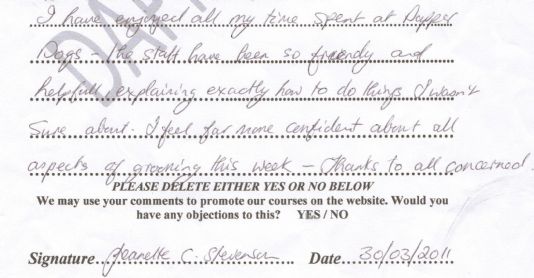 I have enjoyed all my time spent at Dapper
Dogs – the staff have been so friendly and
helpful, explaining exactly how to do things I wasn't
sure about. I feel far more confident about all
aspects of grooming this week – Thanks to all concerned.
PLEASE DELETE EITHER YES OR NO BELOW
We may use your comments to promote our courses on the website. Would you
have any objections to this? YES / NO
Signature Jeanette C. Stevenson Date 30/03/2011